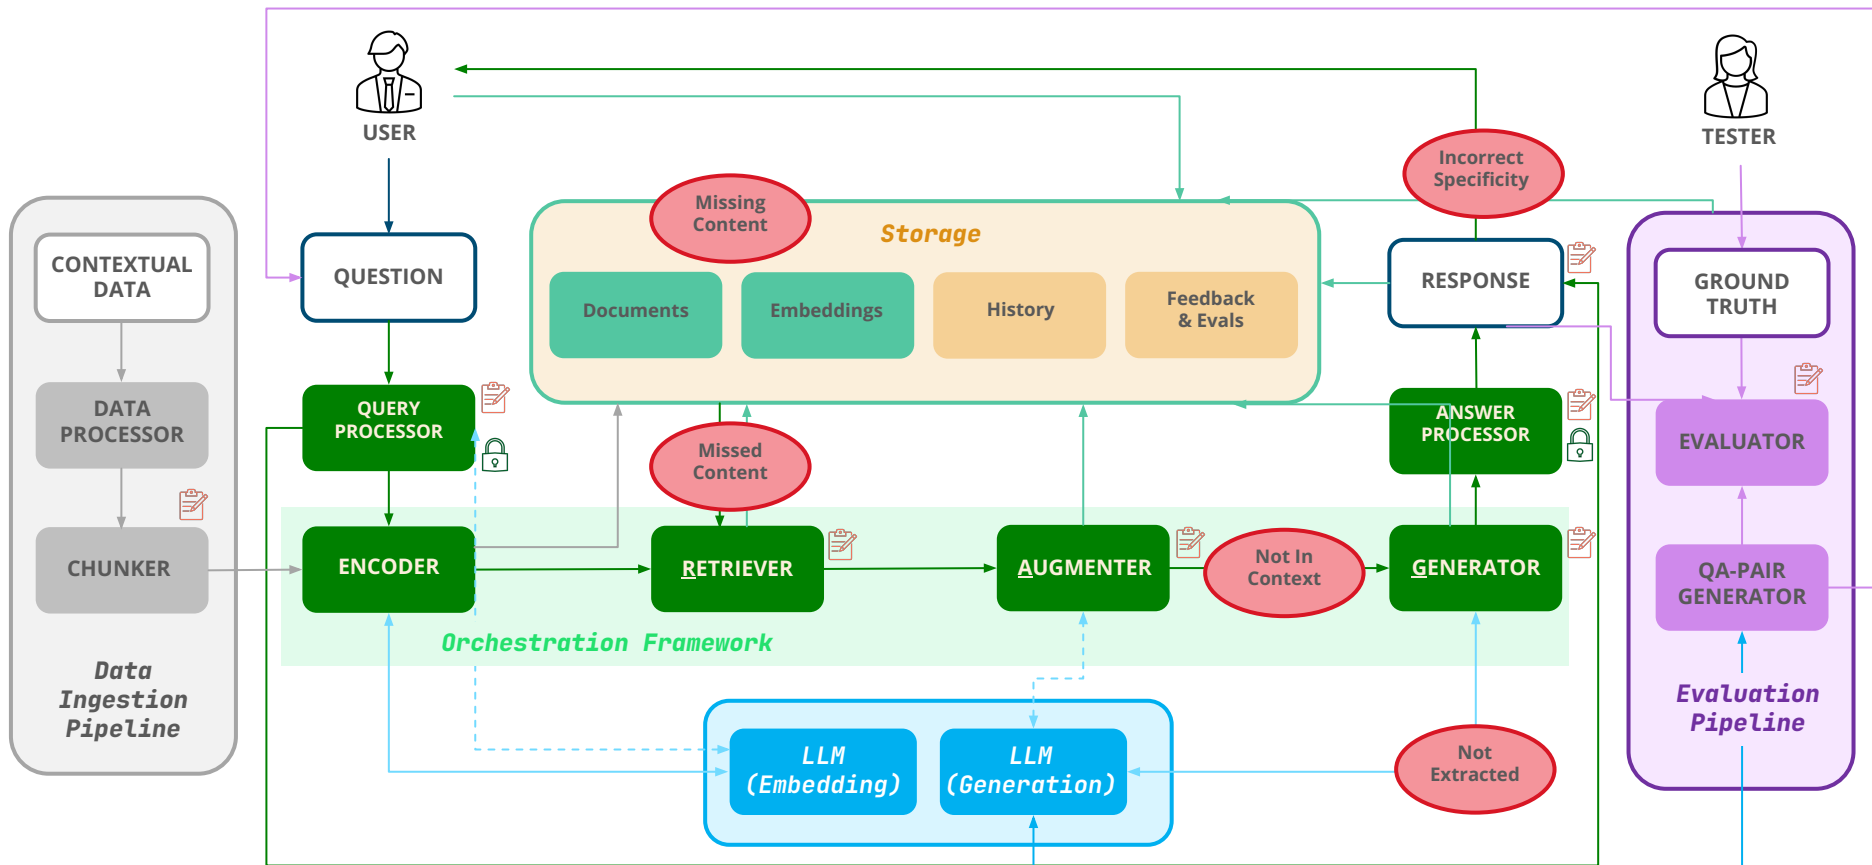 USER
TESTER
Incorrect
Specificity
Missing
Content
Storage
CONTEXTUAL
DATA
QUESTION
Documents
Embeddings
History
Feedback
& Evals
RESPONSE
GROUND
TRUTH
DATA
PROCESSOR
QUERY
PROCESSOR
Missed
Content
ANSWER
PROCESSOR
EVALUATOR
CHUNKER
ENCODER
RETRIEVER
AUGMENTER
Not In
Context
GENERATOR
QA-PAIR
GENERATOR
Orchestration Framework
Data
Ingestion
Pipeline
Evaluation
Pipeline
LLM
(Embedding)
LLM
(Generation)
Not
Extracted